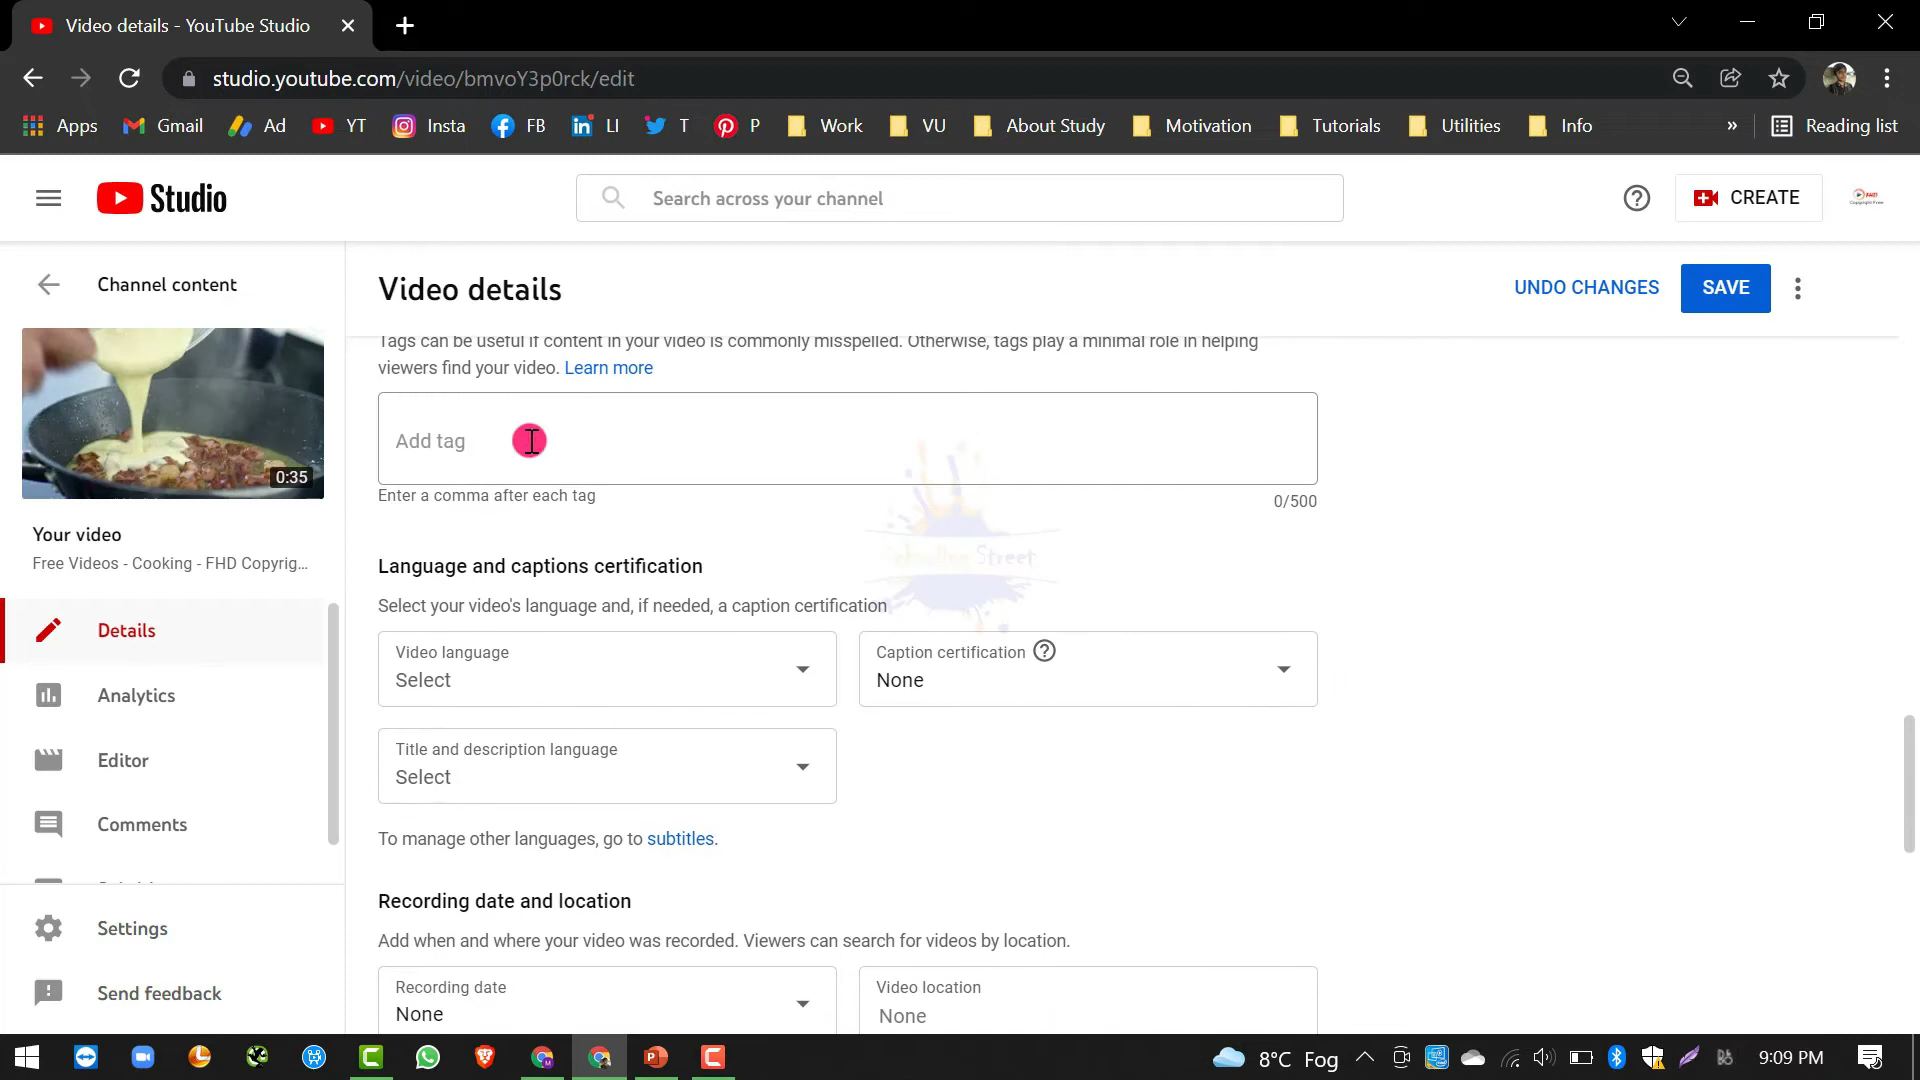 Video details - YouTube Studio
studio.youtube.com/video/bmvoY3p0rck/edit
Apps Gmail Ad YT Insta FB LI T P Work VU About Study Motivation Tutorials Utilities Info » Reading list
Studio
Search across your channel
CREATE
Channel content
0:35
Your video
Free Videos - Cooking - FHD Copyrig...
Details
Analytics
Editor
Comments
Settings
Send feedback
Video details
UNDO CHANGES
SAVE
Tags can be useful if content in your video is commonly misspelled. Otherwise, tags play a minimal role in helping
viewers find your video. Learn more
Add tag
Enter a comma after each tag
0/500
Language and captions certification
Select your video's language and, if needed, a caption certification
Video language
Select
Caption certification
None
Title and description language
Select
To manage other languages, go to subtitles.
Recording date and location
Add when and where your video was recorded. Viewers can search for videos by location.
Recording date
None
Video location
None
Street
8°C Fog
9:09 PM